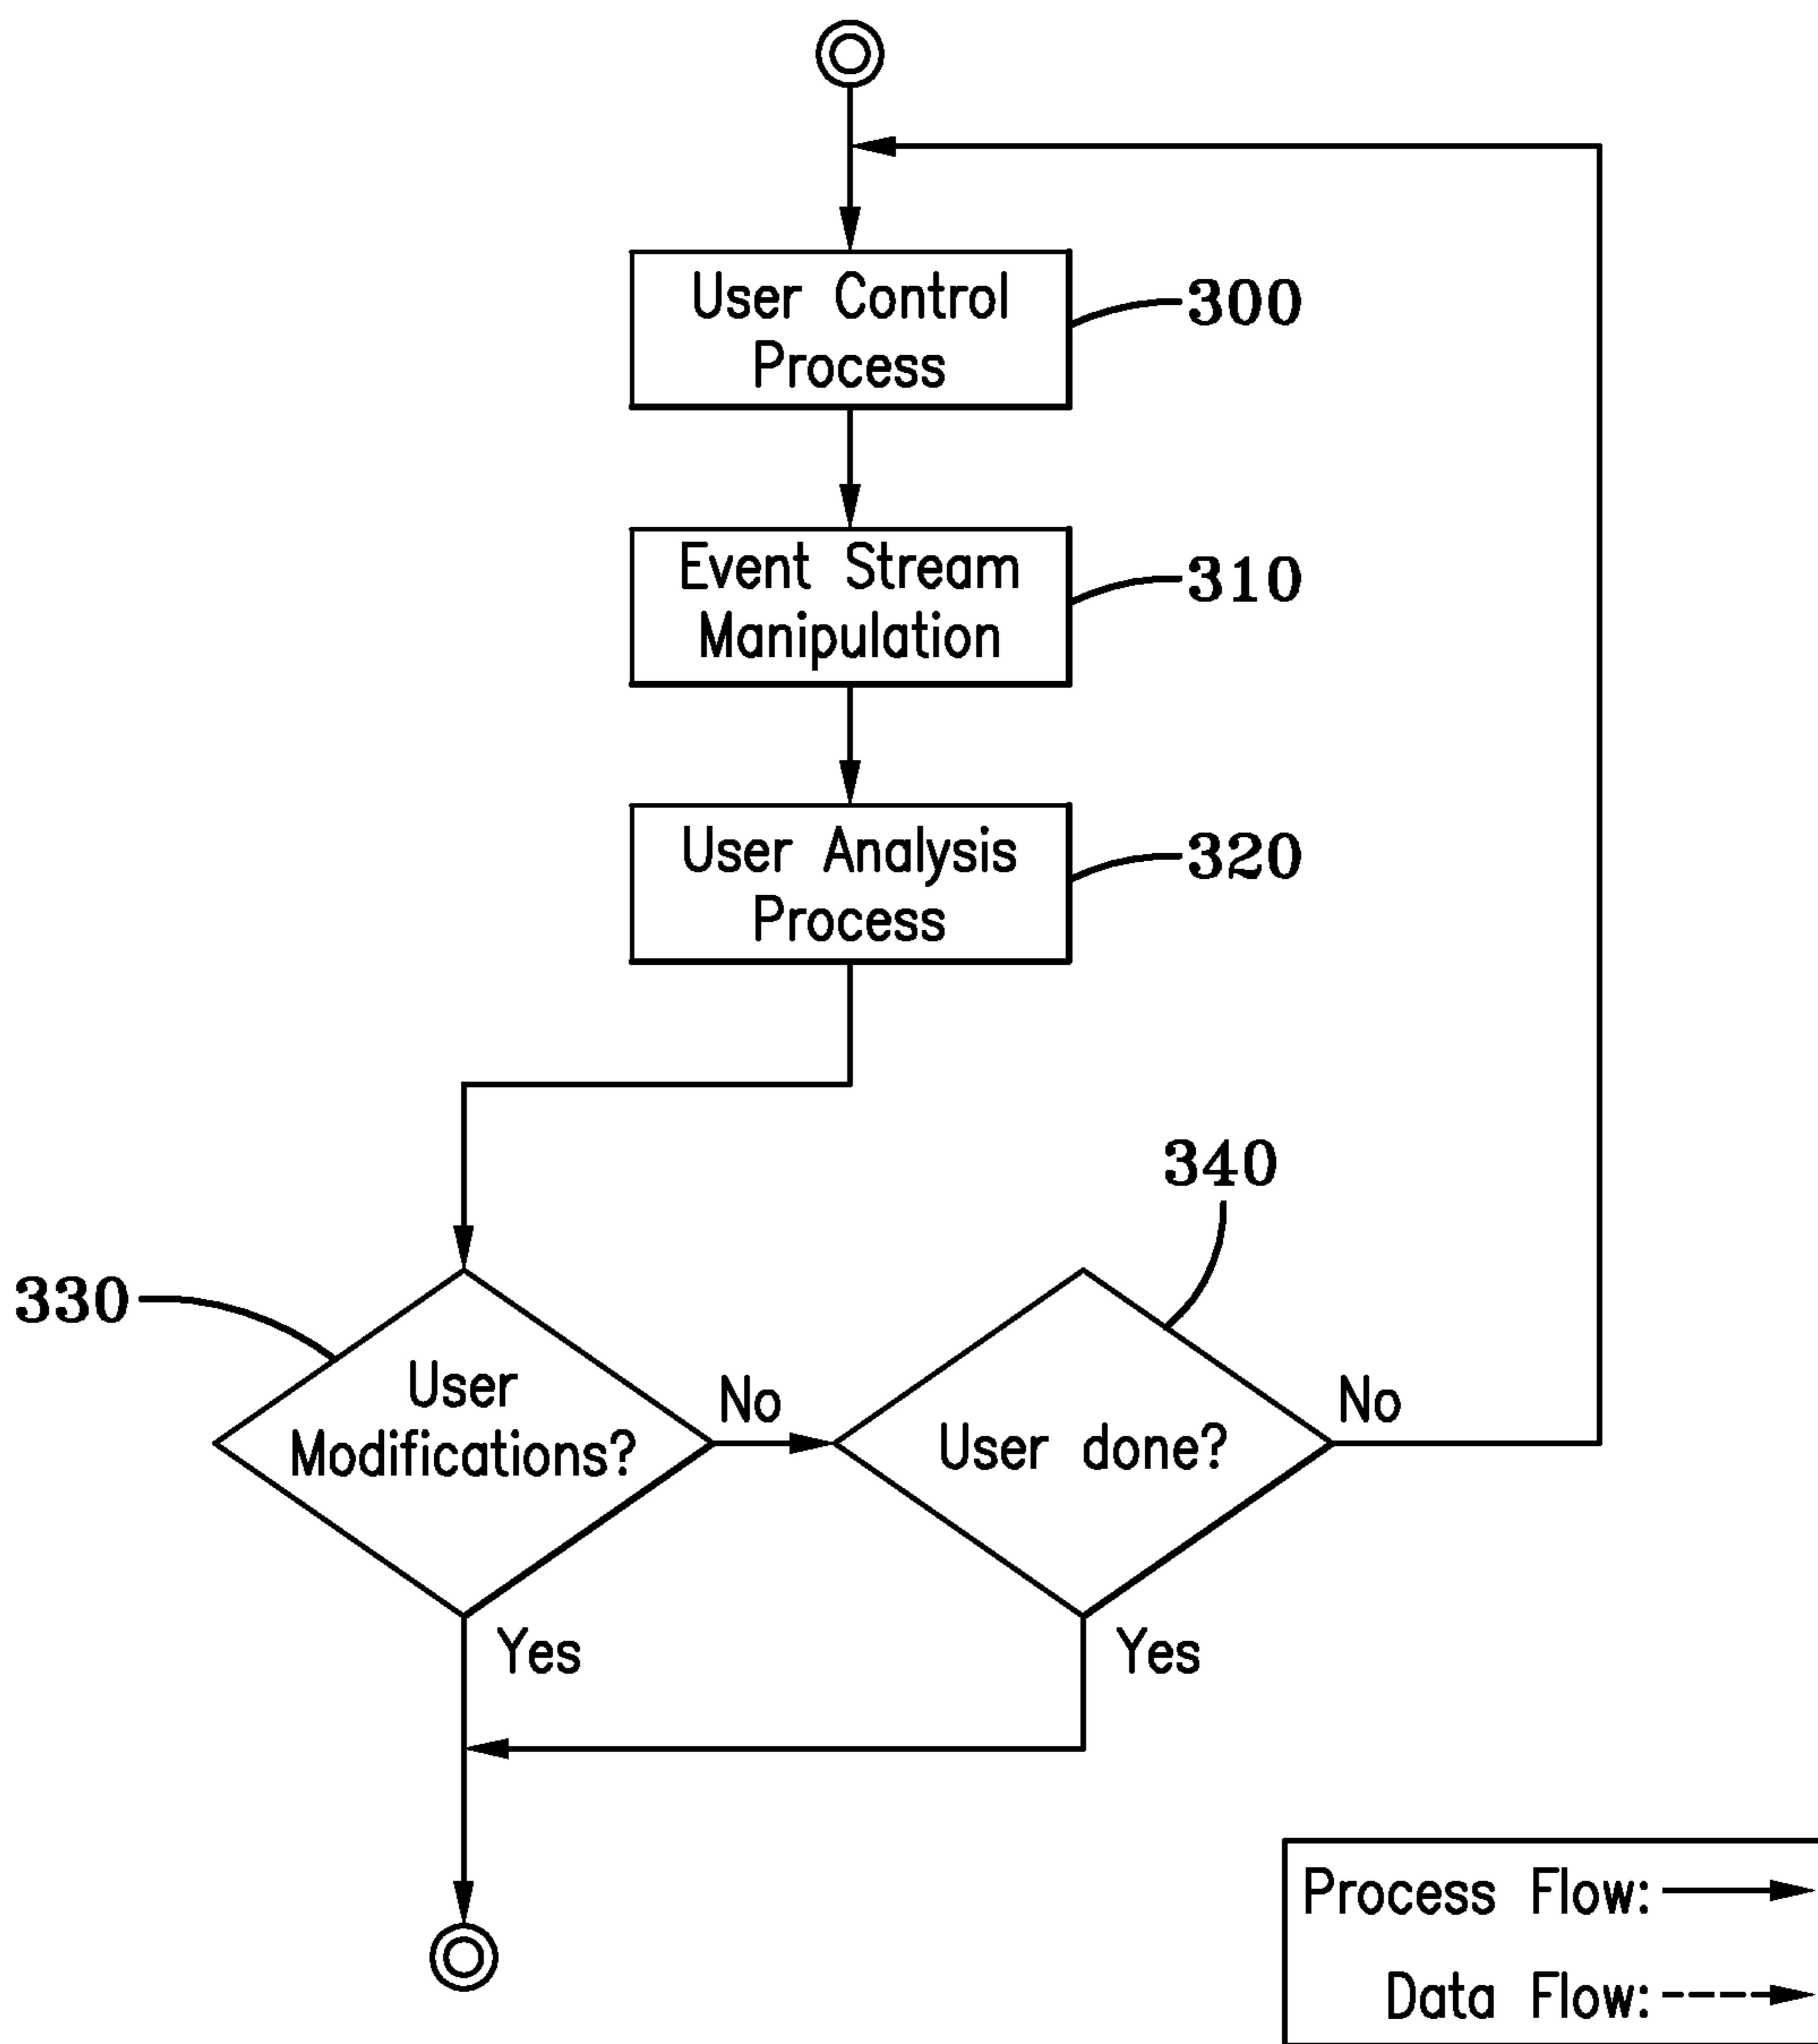 User Control
Process
300
Event Stream
Manipulation
310
User Analysis
Process
320
340
330
User
Modifications?
No
User done?
No
Yes
Yes
Process Flow:
Data Flow: